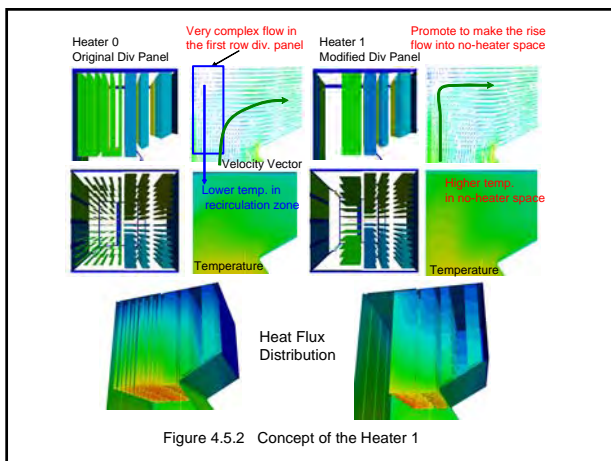 Heater 0
Original Div Panel
Very complex flow in
the first row div. panel
Heater 1
Modified Div Panel
Promote to make the rise
flow into no-heater space
Velocity Vector
Lower temp. in
recirculation zone
Higher temp.
in no-heater space
Temperature
Temperature
Heat Flux
Distribution
Figure 4.5.2 Concept of the Heater 1